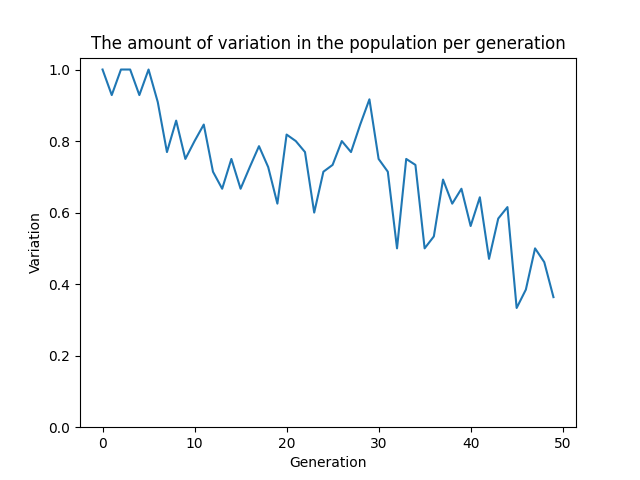 The amount of variation in the population per generation
1.0
0.8
0.6
0.4
0.2
0.0
Variation
0 10 20 30 40 50
Generation